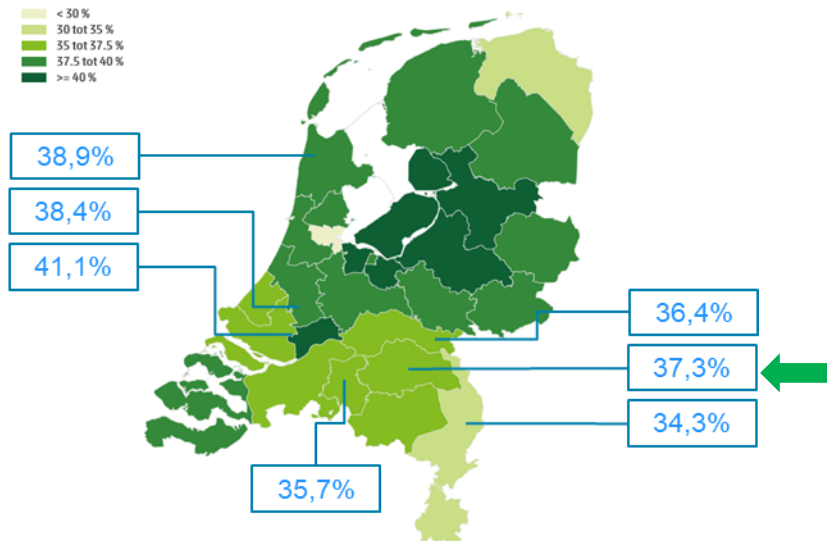 < 30 %
30 tot 35 %
35 tot 37.5 %
37.5 tot 40 %
>= 40 %
38,9%
38,4%
41,1%
36,4%
37,3%
34,3%
35,7%